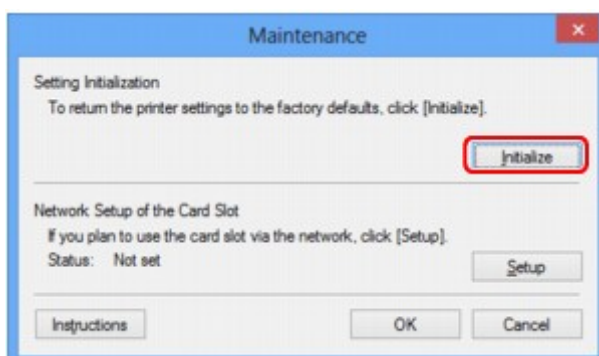 Maintenance
Setting Initialization
To return the printer settings to the factory defaults, click [Initialize].
Initialize
Network Setup of the Card Slot
If you plan to use the card slot via the network, click [Setup].
Status: Not set
Setup
Instructions OK Cancel